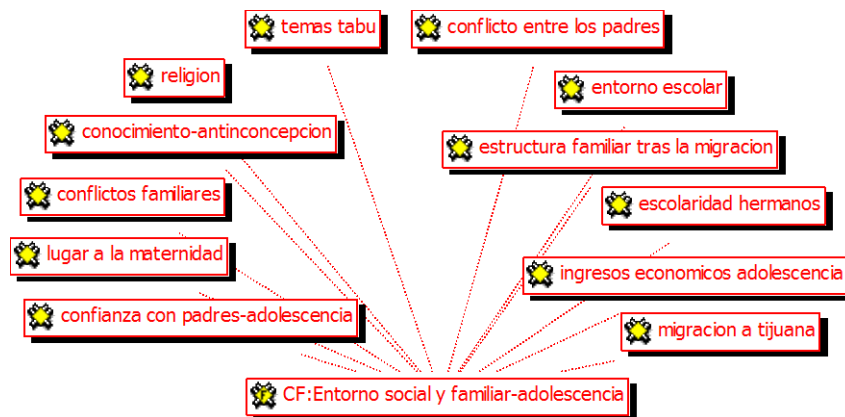 temas tabu
conflicto entre los padres
religion
entorno escolar
conocimiento-antinconcepcion
estructura familiar tras la migracion
conflictos familiares
escolaridad hermanos
lugar a la maternidad
ingresos economicos adolescencia
confianza con padres-adolescencia
migracion a tijuana
CF:Entorno social y familiar-adolescencia